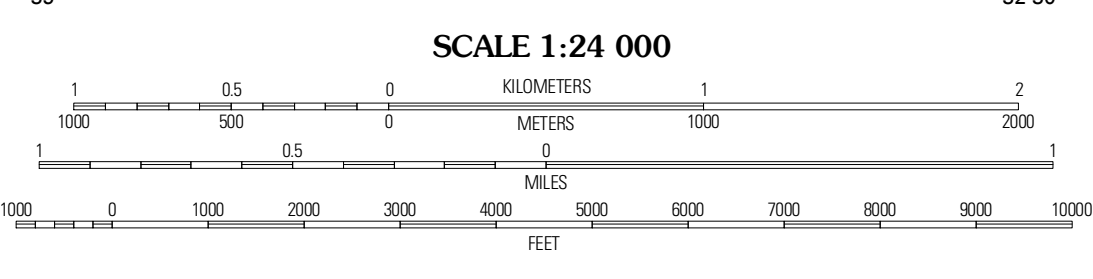 SCALE 1:24 000
1 0.5 0 KILOMETERS 1 2
1000 500 0 METERS 1000 2000
1 0.5 0 1
MILES
1000 0 1000 2000 3000 4000 5000 6000 7000 8000 9000 10000
FEET